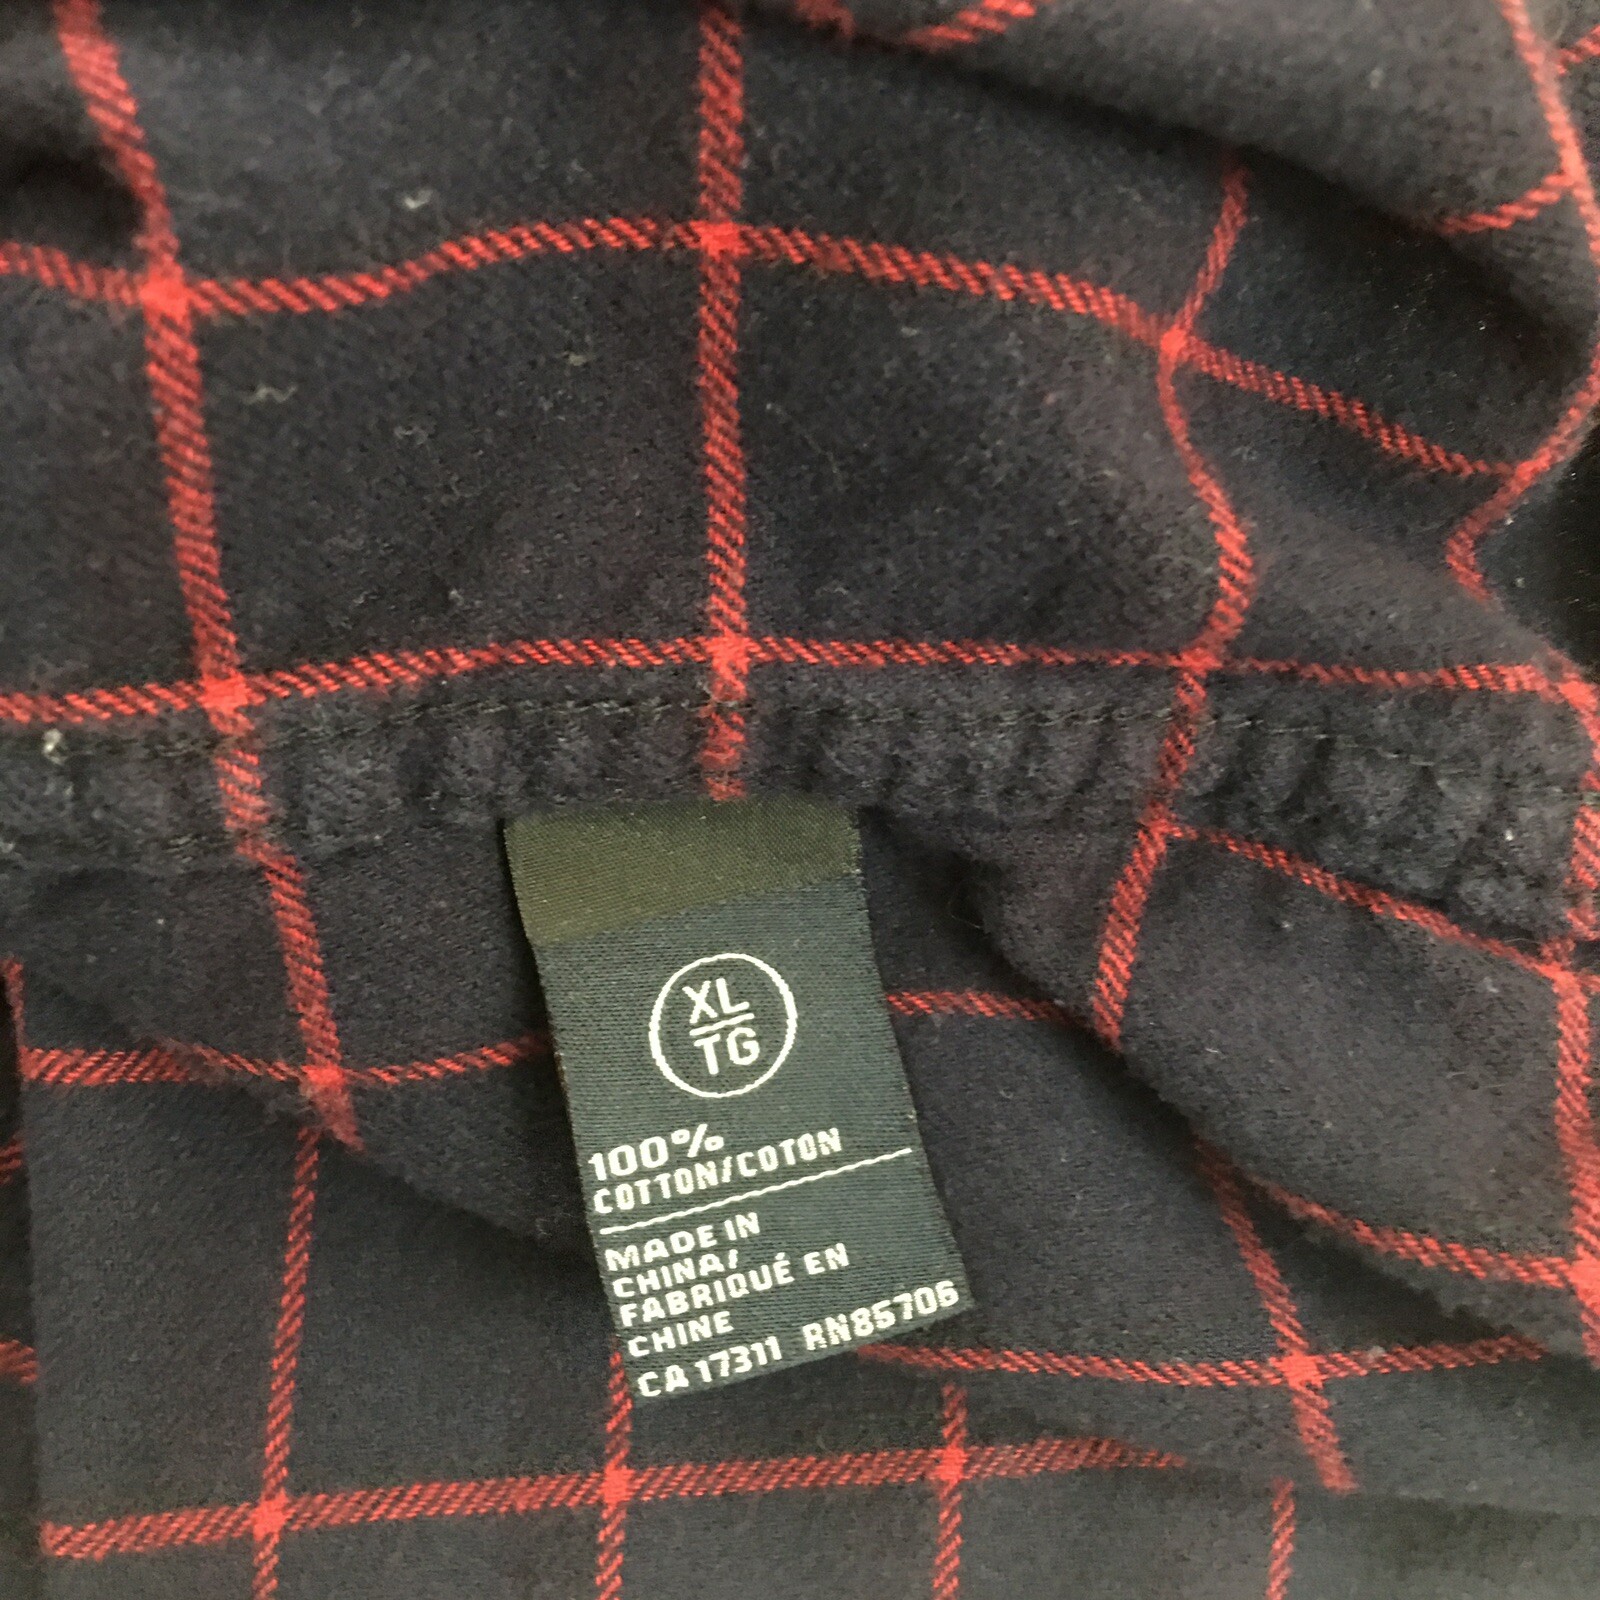 XL
TG
100%
COTTON/COTON
MADE IN
CHINA/
FABRIQUÉ EN
CHINE
CA 17311 RN85706